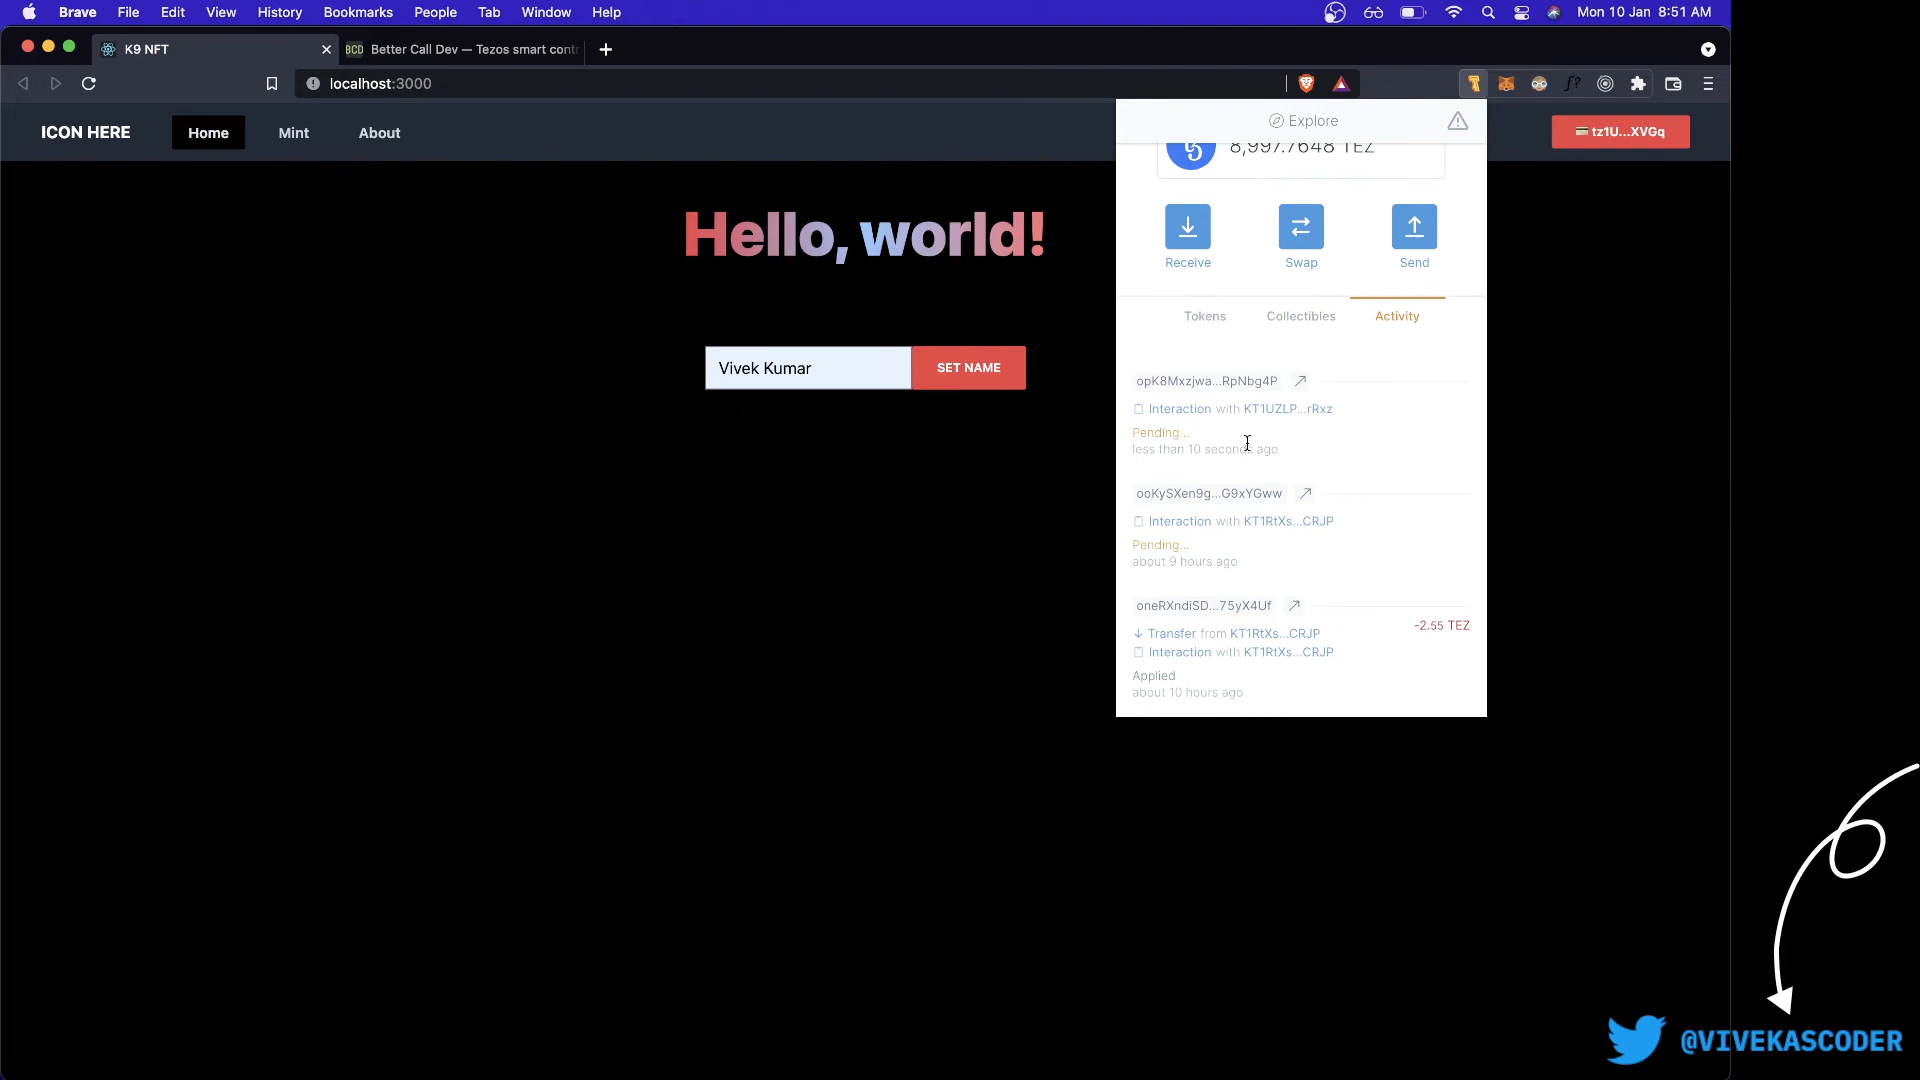 Brave File Edit View History Bookmarks People Tab Window Help Mon 10 Jan 8:51 AM
K9 NFT
BCD Better Call Dev — Tezos smart cont
localhost:3000
ICON HERE Home Mint About tz1U...XVGq
Explore
8,997.7648 TEZ
Receive Swap Send
Tokens Collectibles Activity
Hello, world!
Vivek Kumar SET NAME
opK8Mxzjwa...RpNbg4P
Interaction with KT1UZLP...rRxz
Pending...
less than 10 seconds ago
ooKySXen9g...G9xYGww
Interaction with KT1RtXs...CRJP
Pending...
about 9 hours ago
oneRXndiSD...75yX4Uf
-2.55 TEZ
Transfer from KT1RtXs...CRJP
Interaction with KT1RtXs...CRJP
Applied
about 10 hours ago
@VIVEKASCODER